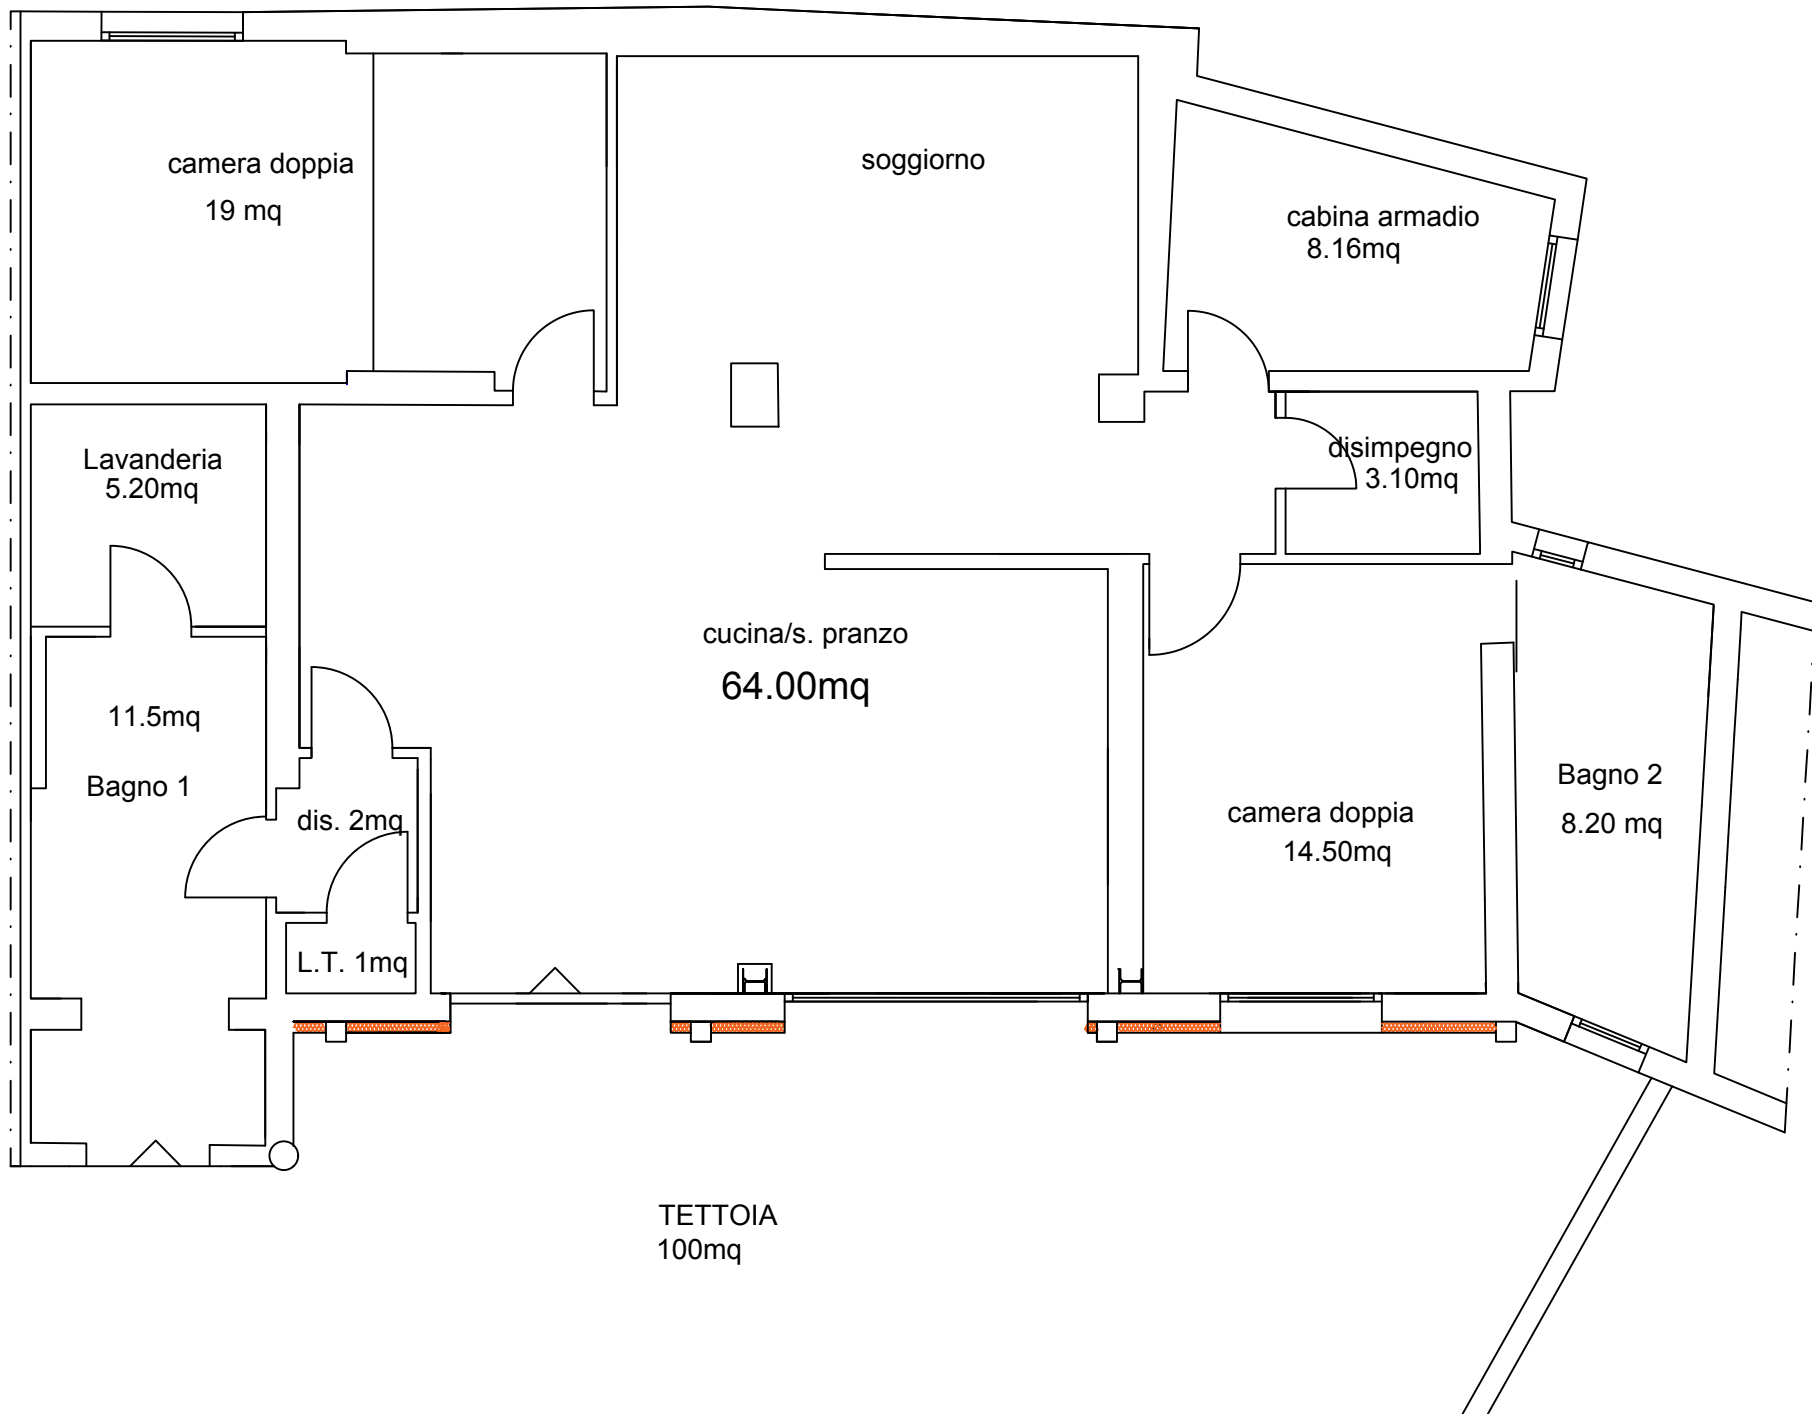 camera doppia
19 mq
soggiorno
cabina armadio
8.16mq
Lavanderia
5.20mq
disimpegno
3.10mq
cucina/s. pranzo
64.00mq
11.5mq
Bagno 1
dis. 2mq
camera doppia
14.50mq
Bagno 2
8.20 mq
L.T. 1mq
TETTOIA
100mq